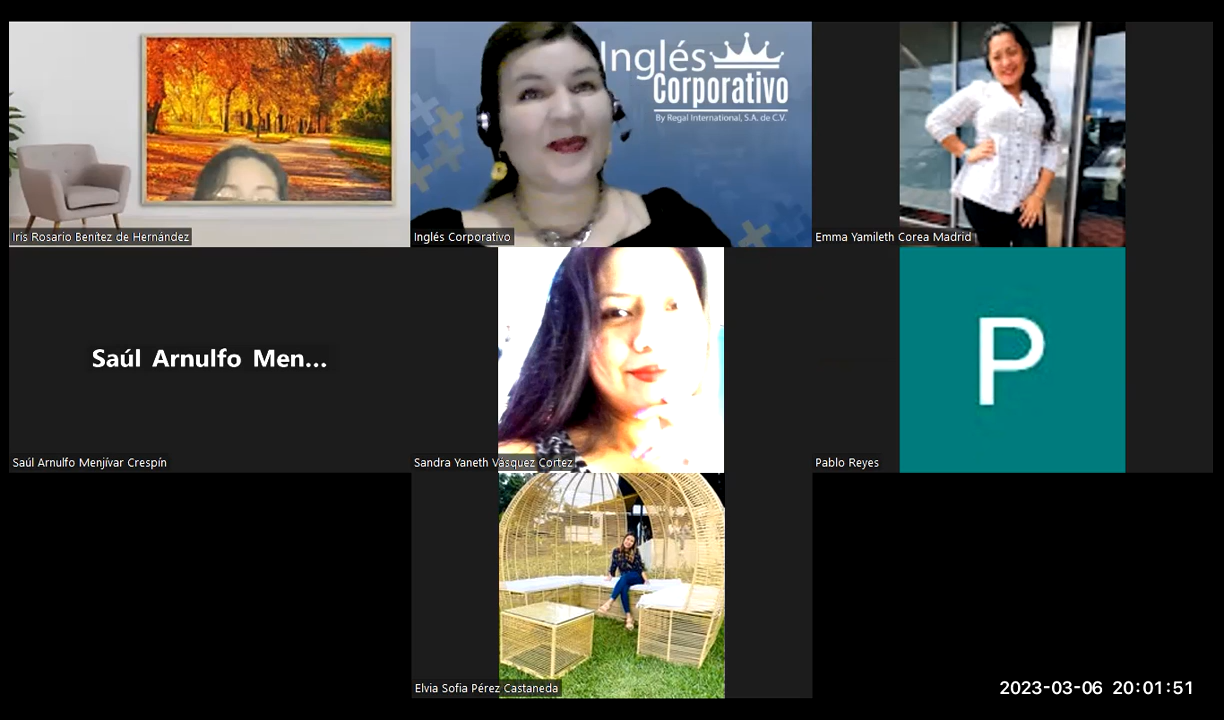 Inglés
Corporativo
By Regal International, S.A. de C.V.
Iris Rosario Benítez de Hernández
Inglés Corporativo
Emma Yamileth Corea Madrid
Saúl Arnulfo Men...
P
Saúl Arnulfo Menjívar Crespín
Sandra Yaneth Vásquez Cortez
Pablo Reyes
Elvia Sofia Pérez Castaneda
2023-03-06 20:01:51